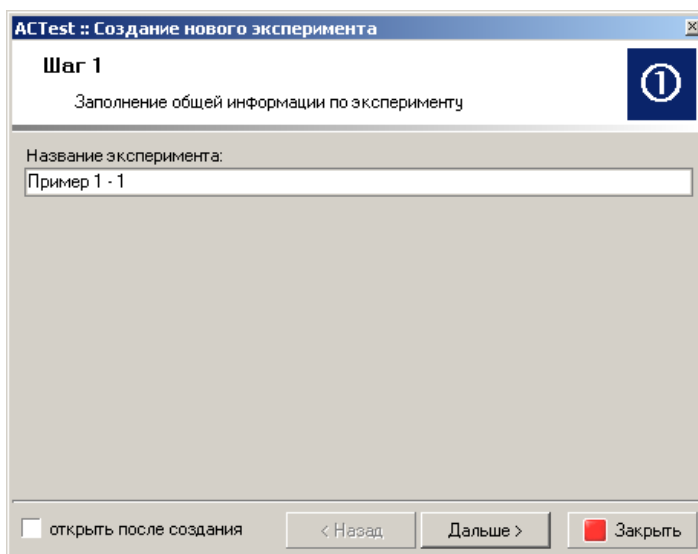 ACTest :: Создание нового эксперимента
Шаг 1
Заполнение общей информации по эксперименту
1
Название эксперимента:
Пример 1 - 1
открыть после создания
< Назад
Дальше >
Закрыть